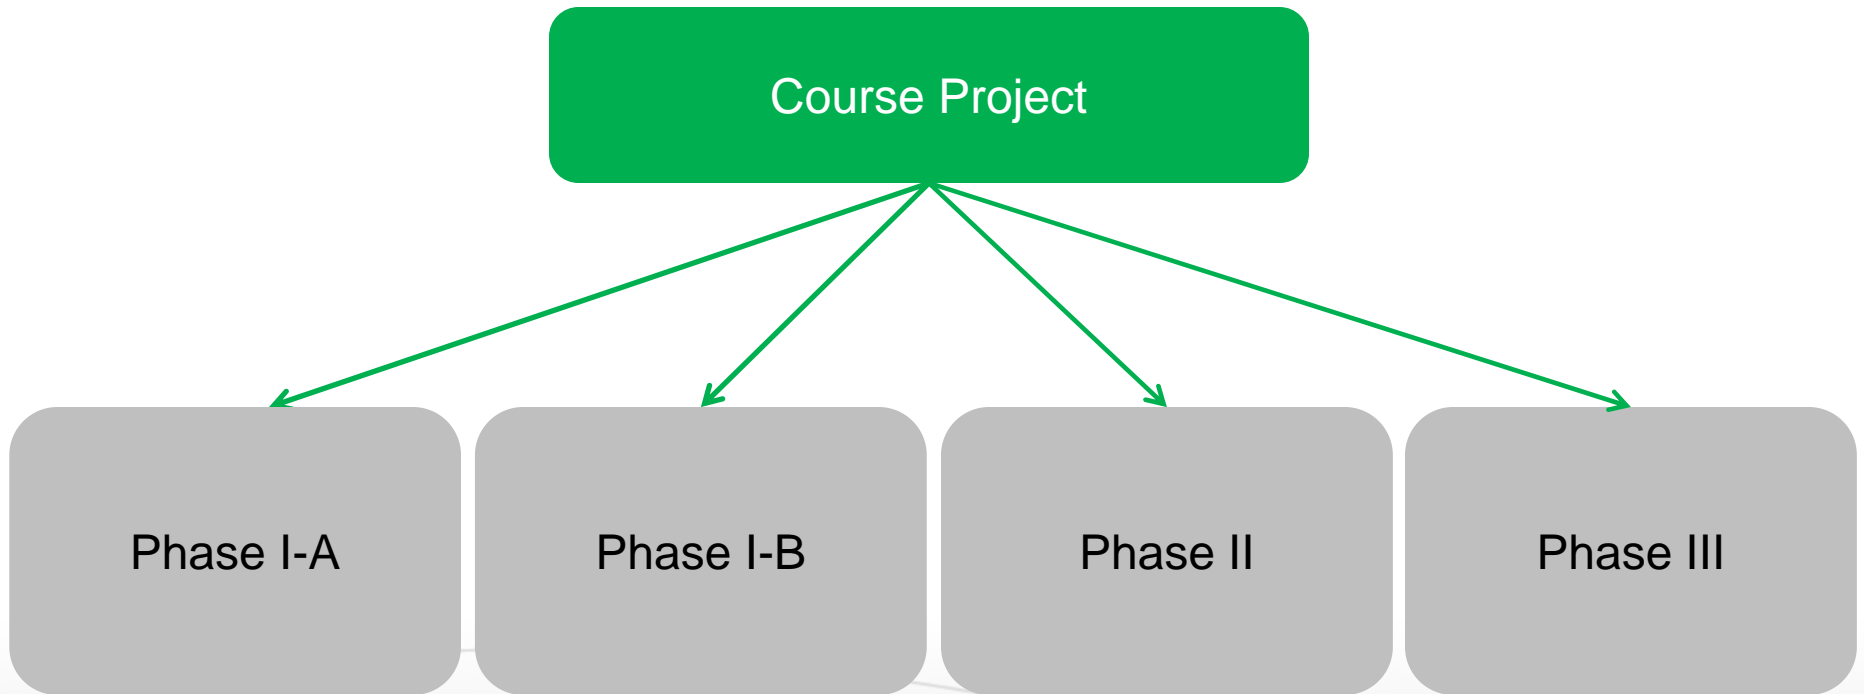 Course Project
Phase I-A
Phase I-B
Phase II
Phase III